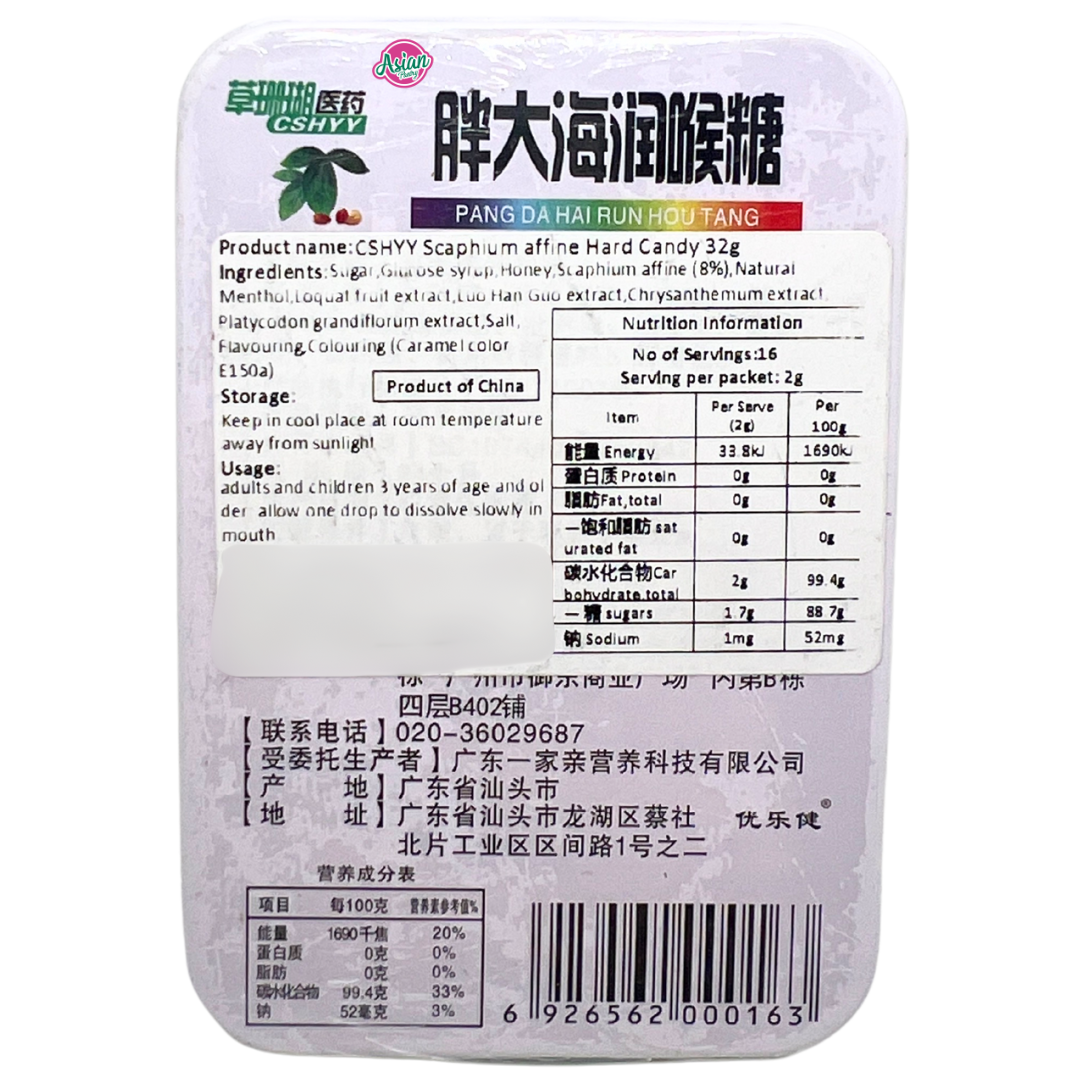 Asian
Pantry
草珊瑚医药
CSHYY
胖大海润喉糖
PANG DA HAI RUN HOU TANG
Product name:CSHYY Scaphium affine Hard Candy 32g
Ingredients:Sugar,Glucose syrup,Honey,Scaphium affine (8%),Natural
Menthol,Loquat fruit extract,Luo Han Guo extract,Chrysanthemum extract,
Platycodon grandiflorum extract,Salt,
Flavouring,Colouring (Caramel color
E150a)
Product of China
Storage:
Keep in cool place at room temperature
away from sunlight
Usage:
adults and children 3 years of age and ol
der allow one drop to dissolve slowly in
mouth
Nutrition Information
No of Servings:16
Serving per packet: 2g
Item Per Serve (2g) Per 100g
能量 Energy 33.8kJ 1690kJ
蛋白质 Protein 0g 0g
脂肪Fat,total 0g 0g
—饱和脂肪 sat
urated fat 0g 0g
碳水化合物Car
bohydrate,total 2g 99.4g
— 糖 sugars 1.7g 88.7g
钠 Sodium 1mg 52mg
四层B402铺
【联系电话】020-36029687
【受委托生产者】广东一家亲营养科技有限公司
【产 地】广东省汕头市
【地 址】广东省汕头市龙湖区蔡社
北片工业区区间路1号之二
优乐健®
营养成分表
项目 每100克 营养素参考值%
能量 1690千焦 20%
蛋白质 0克 0%
脂肪 0克 0%
碳水化合物 99.4克 33%
钠 52毫克 3%
6 926562 000163